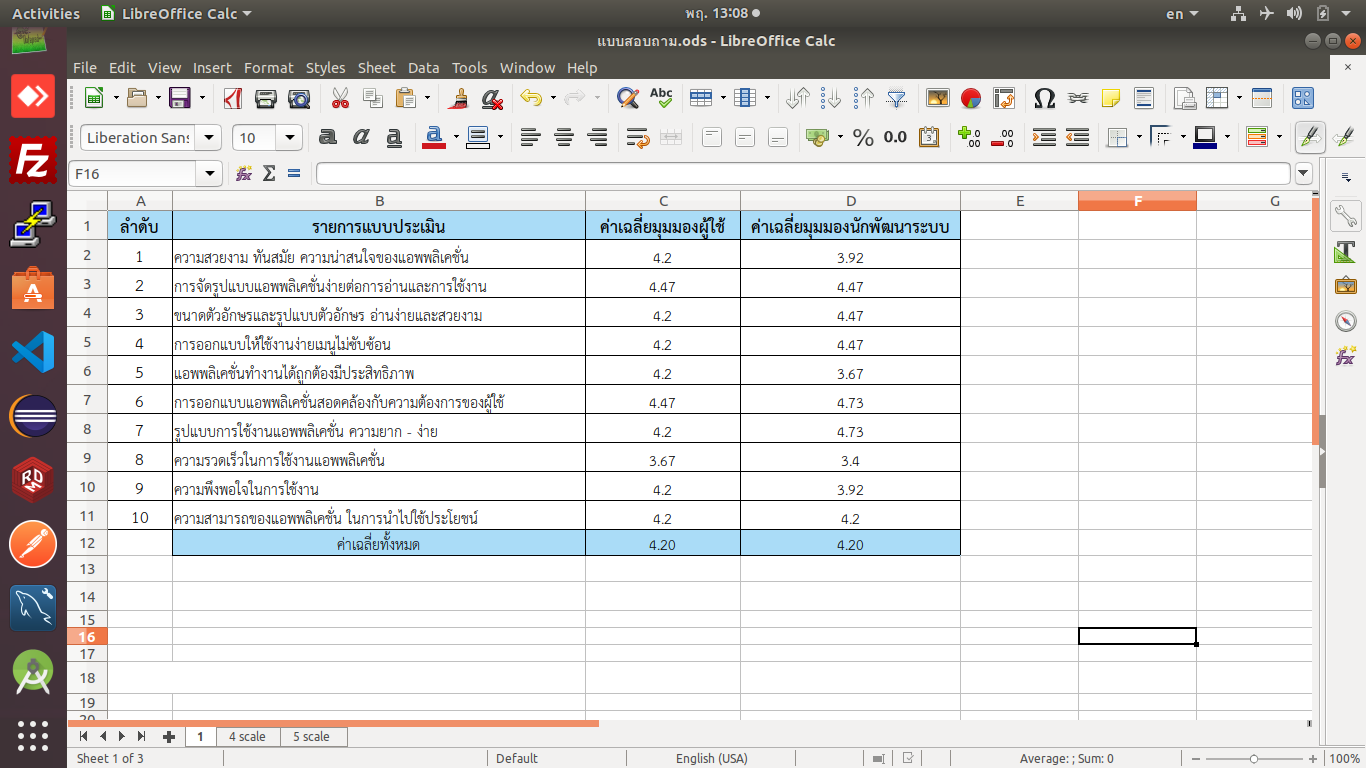 Activities LibreOffice Calc พฤ. 13:08 en
แบบสอบถาม.ods - LibreOffice Calc
File Edit View Insert Format Styles Sheet Data Tools Window Help
Liberation Sans 10
F16
A B C D E F G
1 ลำดับ รายการแบบประเมิน ค่าเฉลี่ยมุมมองผู้ใช้ ค่าเฉลี่ยมุมมองนักพัฒนาระบบ
2 1 ความสวยงาม ทันสมัย ความน่าสนใจของแอพพลิเคชั่น 4.2 3.92
3 2 การจัดรูปแบบแอพพลิเคชั่นง่ายต่อการอ่านและการใช้งาน 4.47 4.47
4 3 ขนาดตัวอักษรและรูปแบบตัวอักษร อ่านง่ายและสวยงาม 4.2 4.47
5 4 การออกแบบให้ใช้งานง่ายเมนูไม่ซับซ้อน 4.2 4.47
6 5 แอพพลิเคชั่นทำงานได้ถูกต้องมีประสิทธิภาพ 4.2 3.67
7 6 การออกแบบแอพพลิเคชั่นสอดคล้องกับความต้องการของผู้ใช้ 4.47 4.73
8 7 รูปแบบการใช้งานแอพพลิเคชั่น ความยาก - ง่าย 4.2 4.73
9 8 ความรวดเร็วในการใช้งานแอพพลิเคชั่น 3.67 3.4
10 9 ความพึงพอใจในการใช้งาน 4.2 3.92
11 10 ความสามารถของแอพพลิเคชั่น ในการนำไปใช้ประโยชน์ 4.2 4.2
12 ค่าเฉลี่ยทั้งหมด 4.20 4.20
13
14
15
16
17
18
19
20
1 4 scale 5 scale
Sheet 1 of 3 Default English (USA) Average: ; Sum: 0 100%